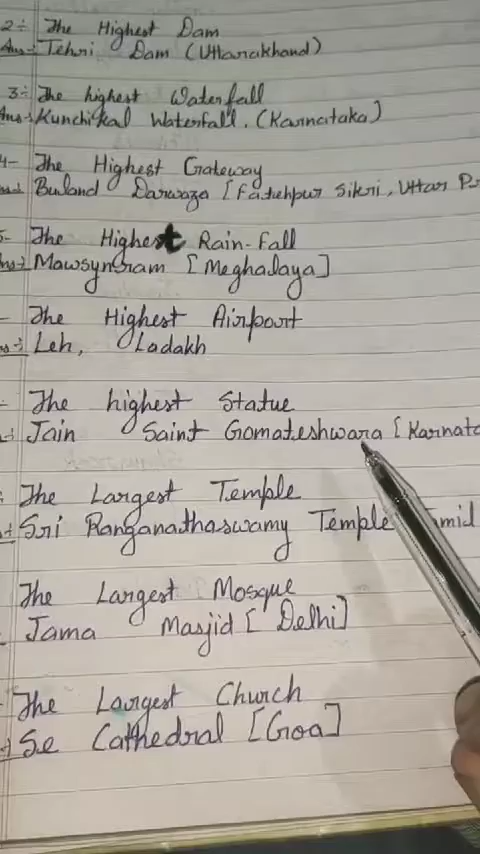 2÷ The Highest Dam
Ans→ Tehri Dam (Uttarakhand)
3÷ The highest Waterfall
Ans→ Kunchikal Waterfall. (Karnataka)
4- The Highest Gateway
Buland Darwaza [Fatehpur Sikri, Uttar Pr
5- The Highest Rain-Fall
Ans→ Mawsynram [Meghalaya]
The Highest Airport
Leh, Ladakh
The highest Statue
Jain Saint Gomateshwara [Karnata
The Largest Temple
Sri Ranganathaswamy Temple amil
The Largest Mosque
Jama Masjid [Delhi]
The Largest Church
Se Cathedral [Goa]